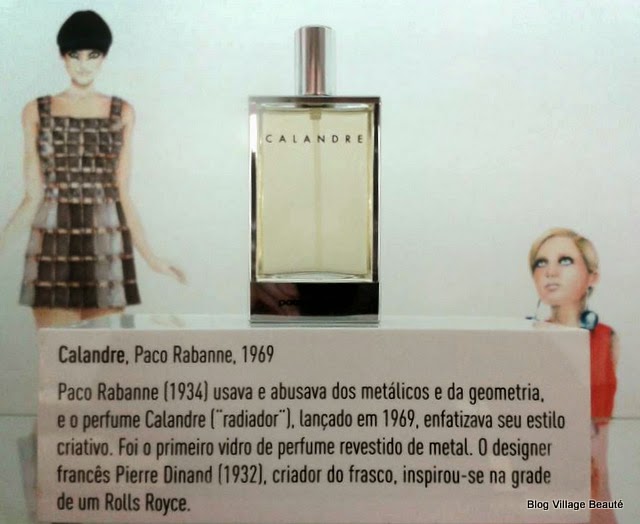 CALANDRE
Calandre, Paco Rabanne, 1969
Paco Rabanne (1934) usava e abusava dos metálicos e da geometria,
e o perfume Calandre (¨radiador¨), lançado em 1969, enfatizava seu estilo
criativo. Foi o primeiro vidro de perfume revestido de metal. O designer
francês Pierre Dinand (1932), criador do frasco, inspirou-se na grade
de um Rolls Royce.
Blog Village Beauté